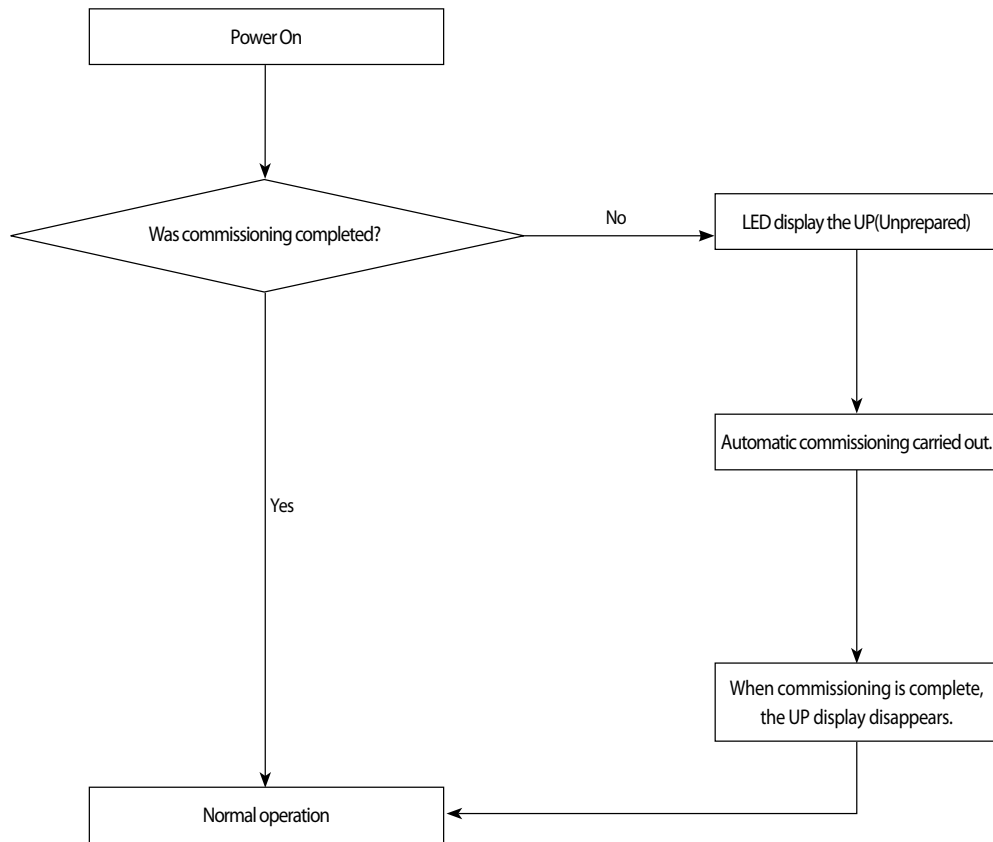 Power On
Was commissioning completed?
No
LED display the UP(Unprepared)
Automatic commissioning carried out.
Yes
When commissioning is complete,
the UP display disappears.
Normal operation